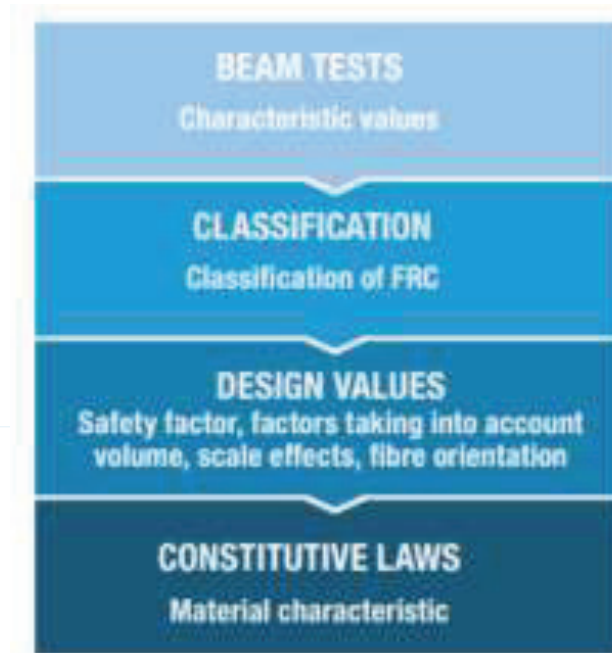 BEAM TESTS
Characteristic values
CLASSIFICATION
Classification of FRC
DESIGN VALUES
Safety factor, factors taking into account
volume, scale effects, fibre orientation
CONSTITUTIVE LAWS
Material characteristic